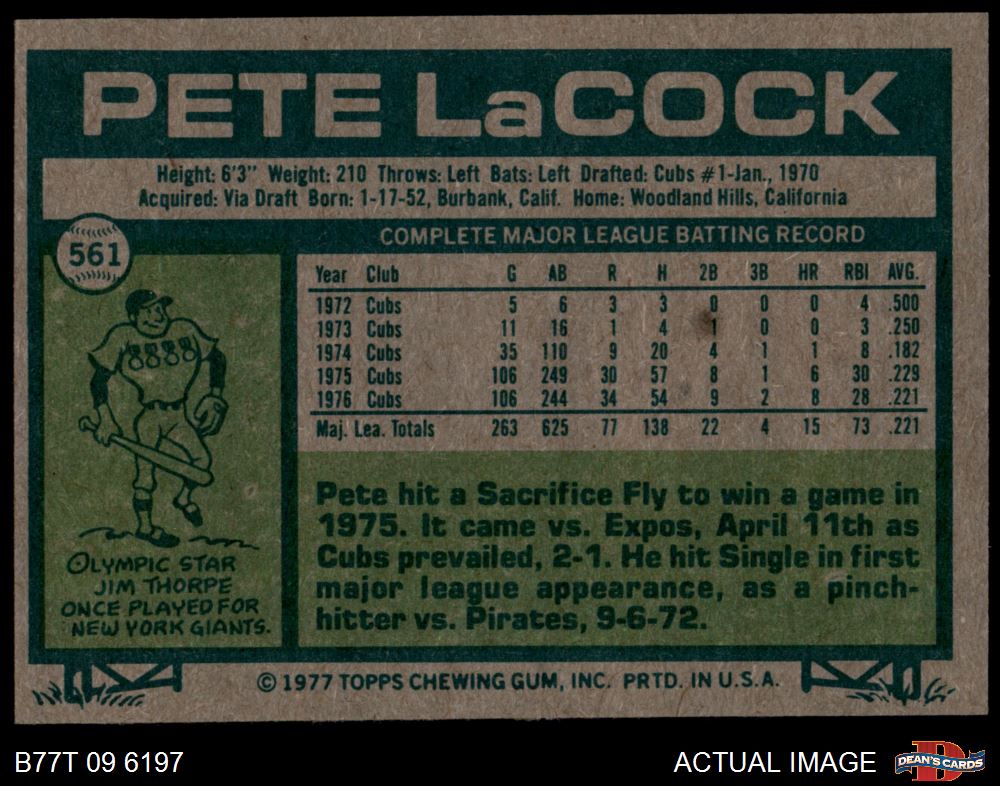 PETE LaCOCK
Height: 6'3" Weight: 210 Throws: Left Bats: Left Drafted: Cubs #1-Jan., 1970
Acquired: Via Draft Born: 1-17-52, Burbank, Calif. Home: Woodland Hills, California
561
COMPLETE MAJOR LEAGUE BATTING RECORD
Year Club G AB R H 2B 3B HR RBI AVG.
1972 Cubs 5 6 3 3 0 0 0 4 .500
1973 Cubs 11 16 1 4 1 0 0 3 .250
1974 Cubs 35 110 9 20 4 1 1 8 .182
1975 Cubs 106 249 30 57 8 1 6 30 .229
1976 Cubs 106 244 34 54 9 2 8 28 .221
Maj. Lea. Totals 263 625 77 138 22 4 15 73 .221
OLYMPIC STAR
JIM THORPE
ONCE PLAYED FOR
NEW YORK GIANTS.
Pete hit a Sacrifice Fly to win a game in
1975. It came vs. Expos, April 11th as
Cubs prevailed, 2-1. He hit Single in first
major league appearance, as a pinch-
hitter vs. Pirates, 9-6-72.
© 1977 TOPPS CHEWING GUM, INC. PRTD. IN U.S.A.
B77T 09 6197
ACTUAL IMAGE
DEAN'S CARDS